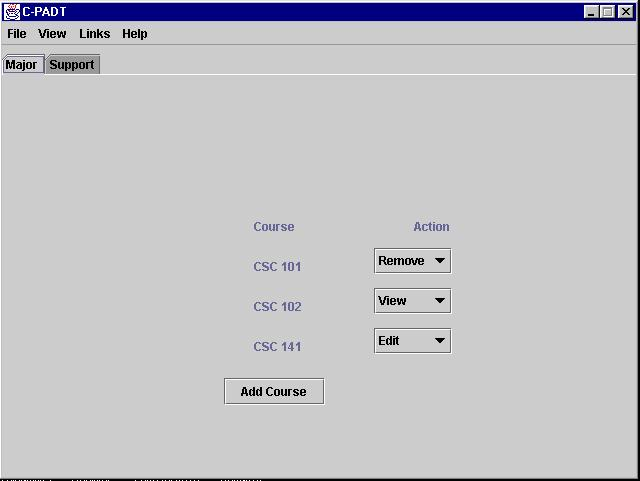 C-PADT
File View Links Help
Major Support
Course Action
CSC 101 Remove
CSC 102 View
CSC 141 Edit
Add Course